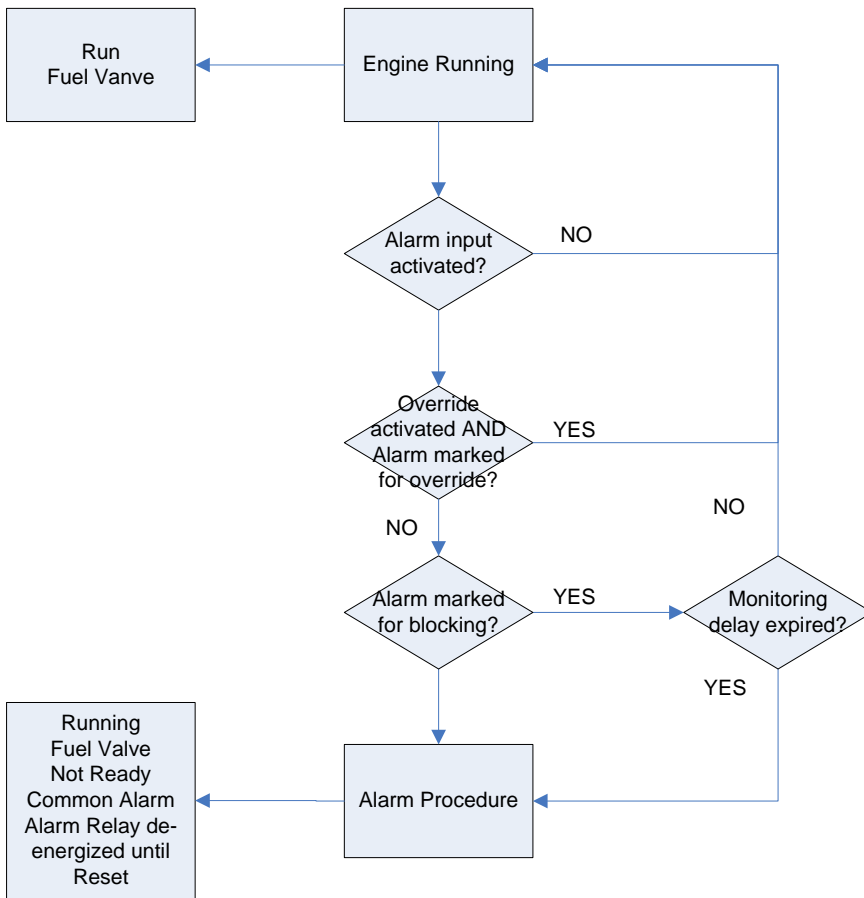 Run
Fuel Vanve
Engine Running
Alarm input
activated?
NO
Override
activated AND
Alarm marked
for override?
YES
NO
NO
Alarm marked
for blocking?
YES
Monitoring
delay expired?
YES
Running
Fuel Valve
Not Ready
Common Alarm
Alarm Relay de-
energized until
Reset
Alarm Procedure